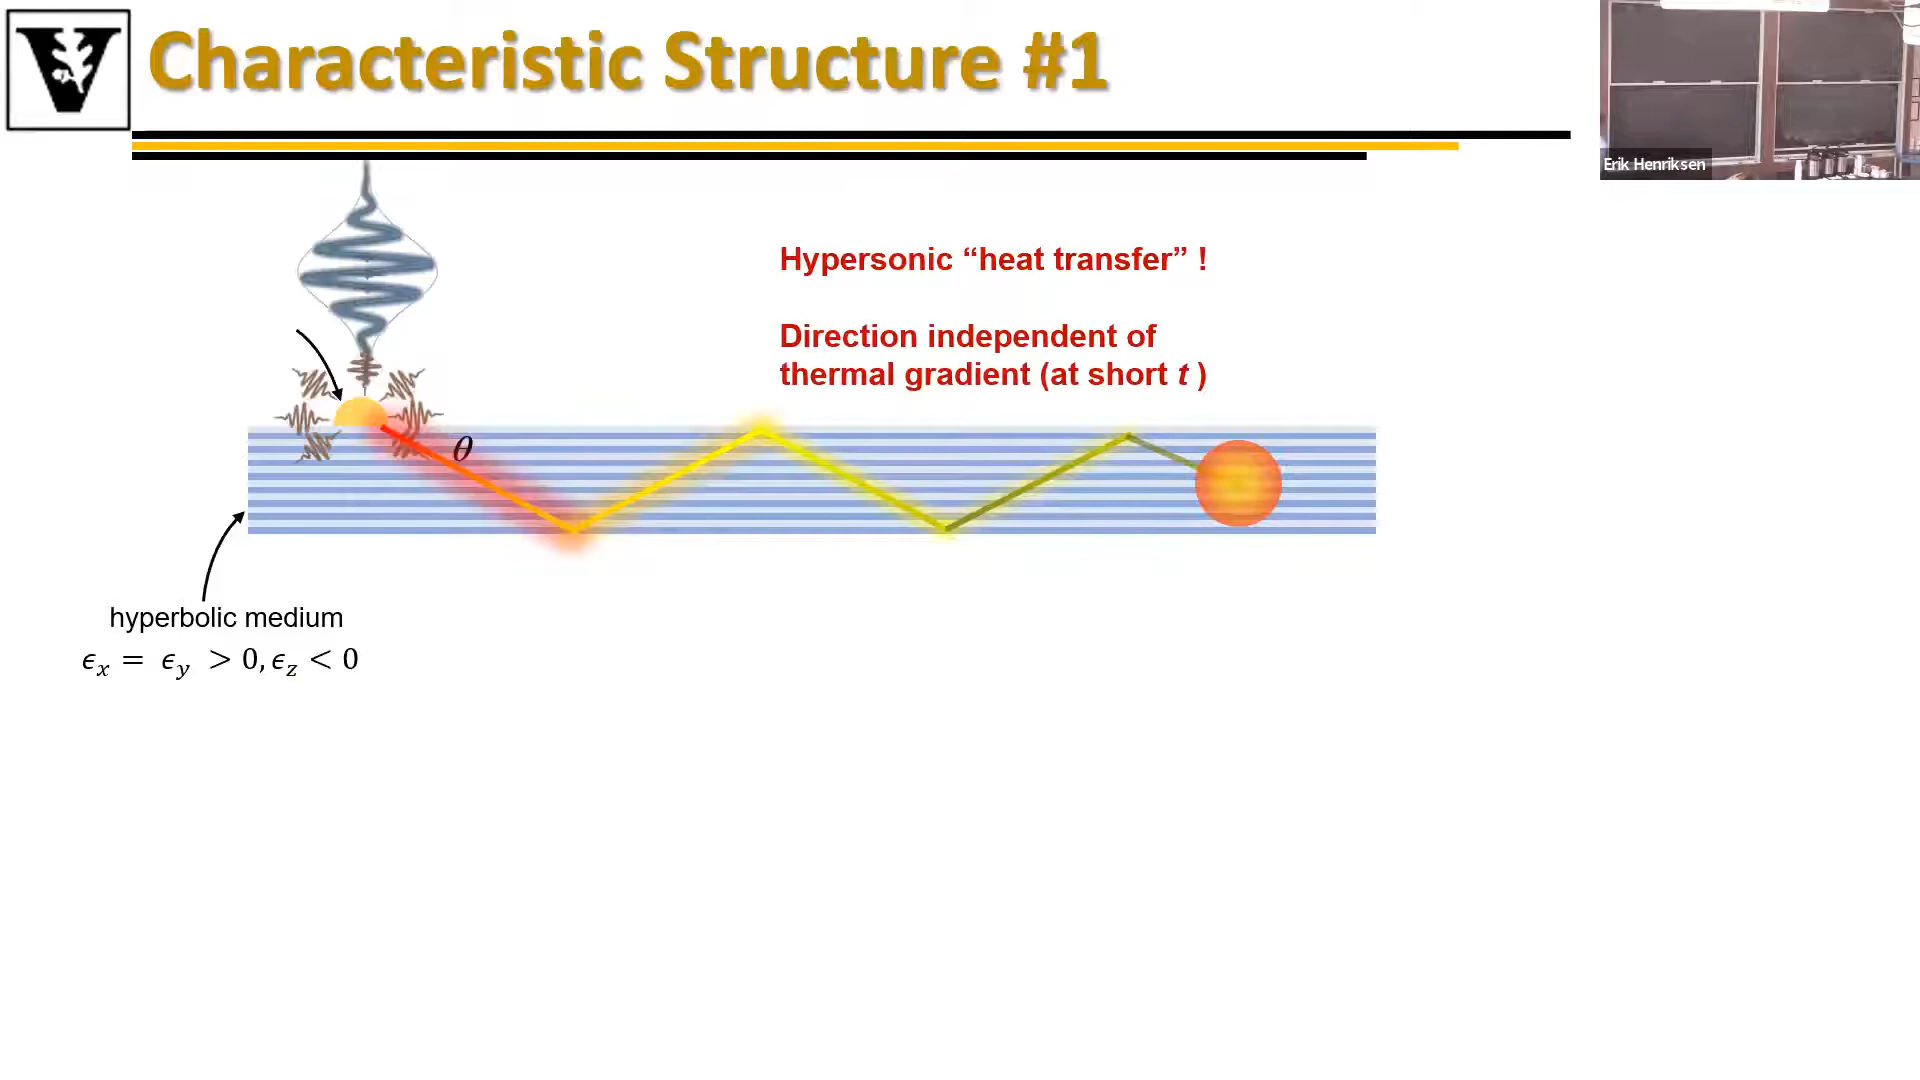 Characteristic Structure #1
Erik Henriksen
Hypersonic “heat transfer” !
Direction independent of
thermal gradient (at short t )
θ
hyperbolic medium
ϵx = ϵy > 0, ϵz < 0